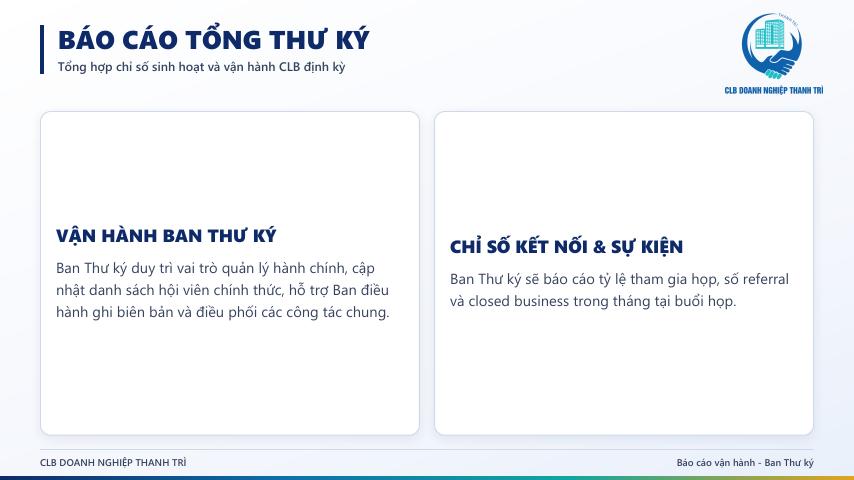 BÁO CÁO TỔNG THƯ KÝ
Tổng hợp chỉ số sinh hoạt và vận hành CLB định kỳ
THANH TRÌ
CLB DOANH NGHIỆP THANH TRÌ
VẬN HÀNH BAN THƯ KÝ
Ban Thư ký duy trì vai trò quản lý hành chính, cập
nhật danh sách hội viên chính thức, hỗ trợ Ban điều
hành ghi biên bản và điều phối các công tác chung.
CHỈ SỐ KẾT NỐI & SỰ KIỆN
Ban Thư ký sẽ báo cáo tỷ lệ tham gia họp, số referral
và closed business trong tháng tại buổi họp.
CLB DOANH NGHIỆP THANH TRÌ
Báo cáo vận hành - Ban Thư ký